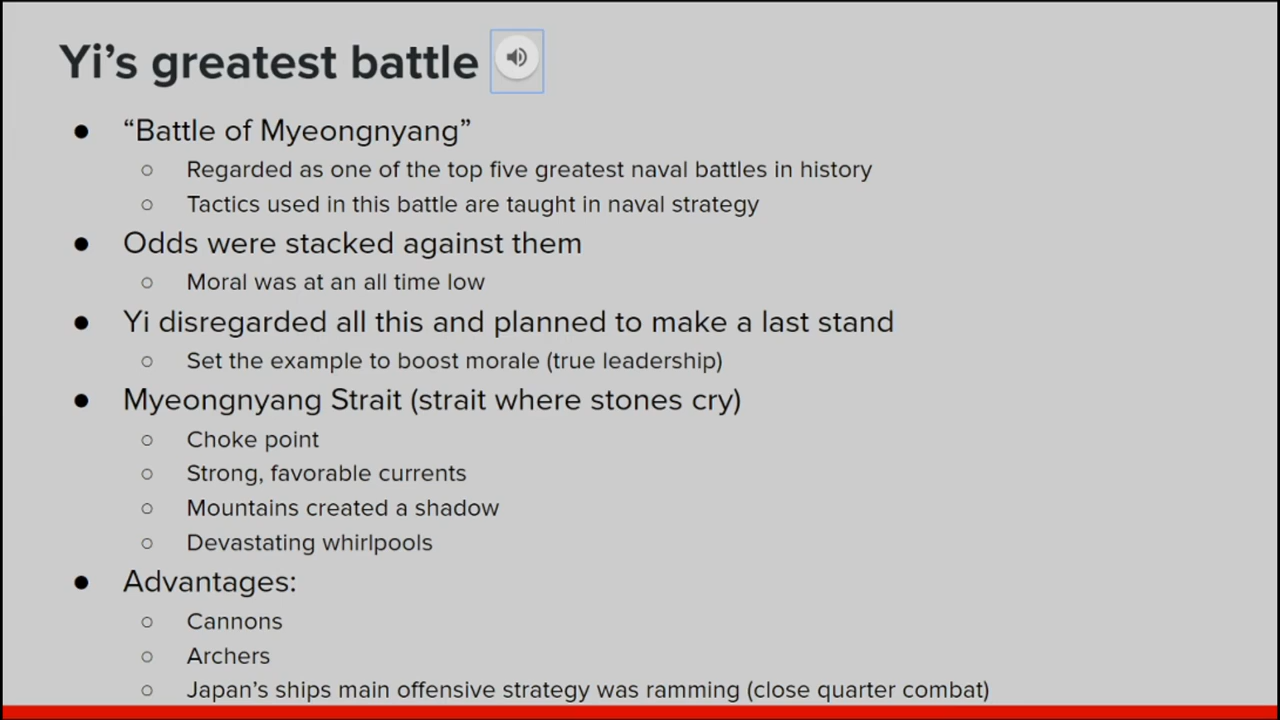 Yi’s greatest battle
● “Battle of Myeongnyang”
○ Regarded as one of the top five greatest naval battles in history
○ Tactics used in this battle are taught in naval strategy
● Odds were stacked against them
○ Moral was at an all time low
● Yi disregarded all this and planned to make a last stand
○ Set the example to boost morale (true leadership)
● Myeongnyang Strait (strait where stones cry)
○ Choke point
○ Strong, favorable currents
○ Mountains created a shadow
○ Devastating whirlpools
● Advantages:
○ Cannons
○ Archers
○ Japan’s ships main offensive strategy was ramming (close quarter combat)